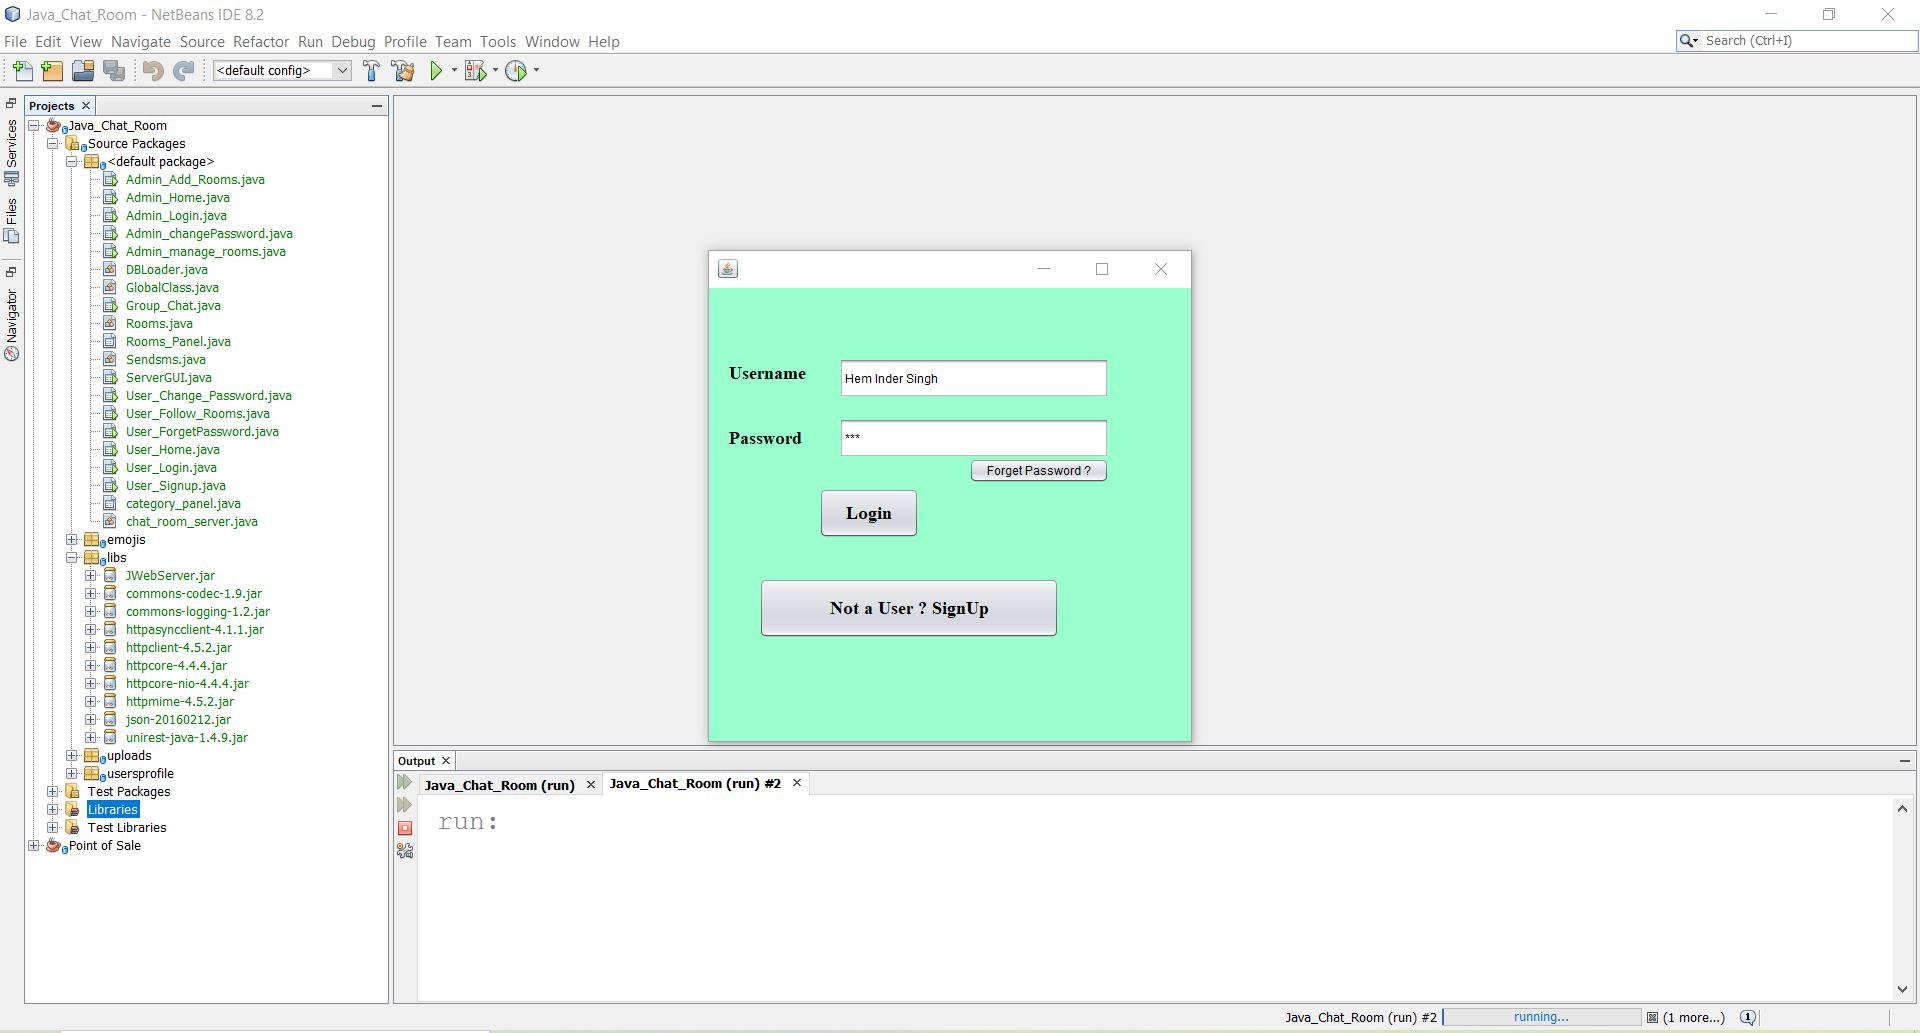 Java_Chat_Room - NetBeans IDE 8.2
File Edit View Navigate Source Refactor Run Debug Profile Team Tools Window Help
Search (Ctrl+I)
<default config>
Services
Files
Navigator
Projects
Java_Chat_Room
Source Packages
<default package>
Admin_Add_Rooms.java
Admin_Home.java
Admin_Login.java
Admin_changePassword.java
Admin_manage_rooms.java
DBLoader.java
GlobalClass.java
Group_Chat.java
Rooms.java
Rooms_Panel.java
Sendsms.java
ServerGUI.java
User_Change_Password.java
User_Follow_Rooms.java
User_ForgetPassword.java
User_Home.java
User_Login.java
User_Signup.java
category_panel.java
chat_room_server.java
emojis
libs
JWebServer.jar
commons-codec-1.9.jar
commons-logging-1.2.jar
httpasyncclient-4.1.1.jar
httpclient-4.5.2.jar
httpcore-4.4.4.jar
httpcore-nio-4.4.4.jar
httpmime-4.5.2.jar
json-20160212.jar
unirest-java-1.4.9.jar
uploads
usersprofile
Test Packages
Libraries
Test Libraries
Point of Sale
Username
Hem Inder Singh
Password
***
Forget Password ?
Login
Not a User ? SignUp
Output
Java_Chat_Room (run)
Java_Chat_Room (run) #2
run:
Java_Chat_Room (run) #2
running...
(1 more...)
1